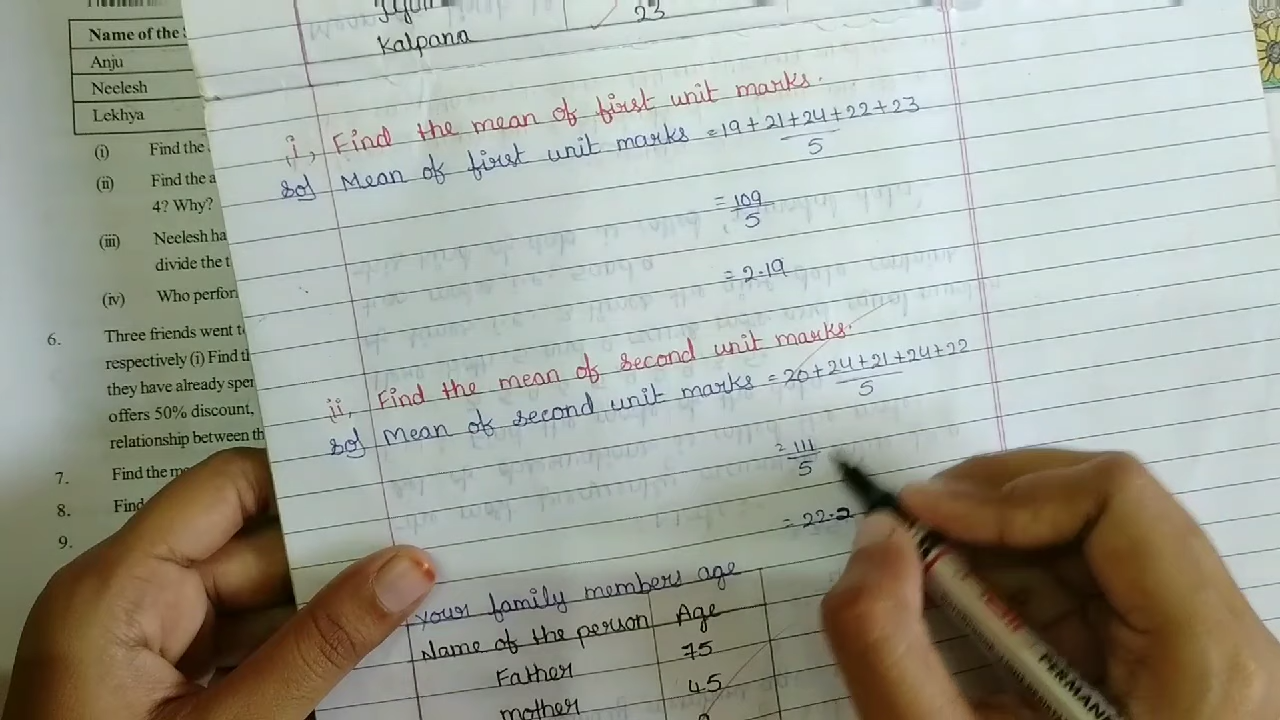 23
Kalpana
i, Find the mean of first unit marks.
Sol Mean of first unit marks = 19+21+24+22+23
5
= 109
5
= 2.19
ii, Find the mean of second unit marks.
Sol Mean of second unit marks = 20+24+21+24+22
5
= 111
5
= 22.2
your family members age
Name of the person Age
Father 75
mother 45
Name of the
Anju
Neelesh
Lekhya
(i) Find the
(ii) Find the a
4? Why?
(iii) Neelesh ha
divide the t
(iv) Who perfor
6. Three friends went t
respectively (i) Find th
they have already spe
offers 50% discount,
relationship between th
7. Find the m
8. Find
9.
PERMAN